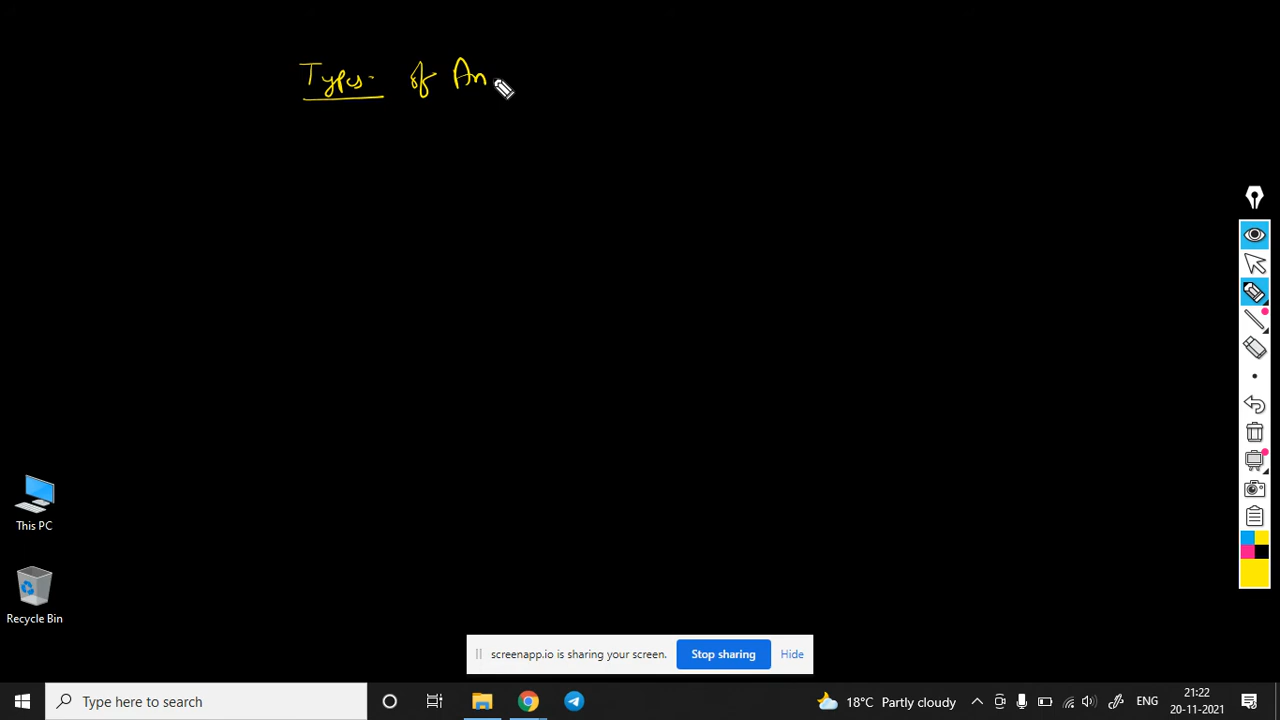 Types of An
This PC
Recycle Bin
screenapp.io is sharing your screen. Stop sharing Hide
Type here to search 18°C Partly cloudy ENG 21:22
20-11-2021